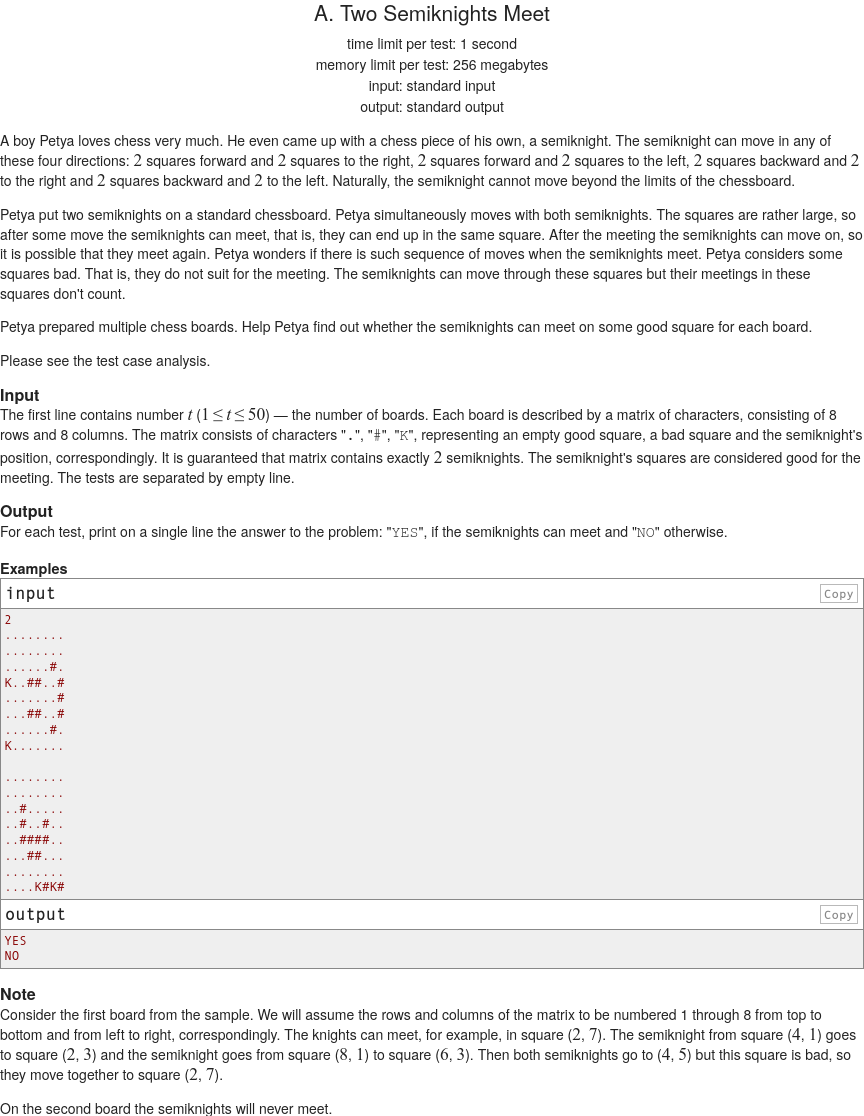 A. Two Semiknights Meet
time limit per test: 1 second
memory limit per test: 256 megabytes
input: standard input
output: standard output
A boy Petya loves chess very much. He even came up with a chess piece of his own, a semiknight. The semiknight can move in any of
these four directions: 2 squares forward and 2 squares to the right, 2 squares forward and 2 squares to the left, 2 squares backward and 2
to the right and 2 squares backward and 2 to the left. Naturally, the semiknight cannot move beyond the limits of the chessboard.
Petya put two semiknights on a standard chessboard. Petya simultaneously moves with both semiknights. The squares are rather large, so
after some move the semiknights can meet, that is, they can end up in the same square. After the meeting the semiknights can move on, so
it is possible that they meet again. Petya wonders if there is such sequence of moves when the semiknights meet. Petya considers some
squares bad. That is, they do not suit for the meeting. The semiknights can move through these squares but their meetings in these
squares don't count.
Petya prepared multiple chess boards. Help Petya find out whether the semiknights can meet on some good square for each board.
Please see the test case analysis.
Input
The first line contains number t (1 ≤ t ≤ 50) — the number of boards. Each board is described by a matrix of characters, consisting of 8
rows and 8 columns. The matrix consists of characters ".", "#", "K", representing an empty good square, a bad square and the semiknight's
position, correspondingly. It is guaranteed that matrix contains exactly 2 semiknights. The semiknight's squares are considered good for the
meeting. The tests are separated by empty line.
Output
For each test, print on a single line the answer to the problem: "YES", if the semiknights can meet and "NO" otherwise.
Examples
input Copy
2
........
........
......#.
K..##..#
.......#
...##..#
......#.
K.......
........
........
..#.....
..#..#..
..####..
...##...
........
....K#K#
output Copy
YES
NO
Note
Consider the first board from the sample. We will assume the rows and columns of the matrix to be numbered 1 through 8 from top to
bottom and from left to right, correspondingly. The knights can meet, for example, in square (2, 7). The semiknight from square (4, 1) goes
to square (2, 3) and the semiknight goes from square (8, 1) to square (6, 3). Then both semiknights go to (4, 5) but this square is bad, so
they move together to square (2, 7).
On the second board the semiknights will never meet.